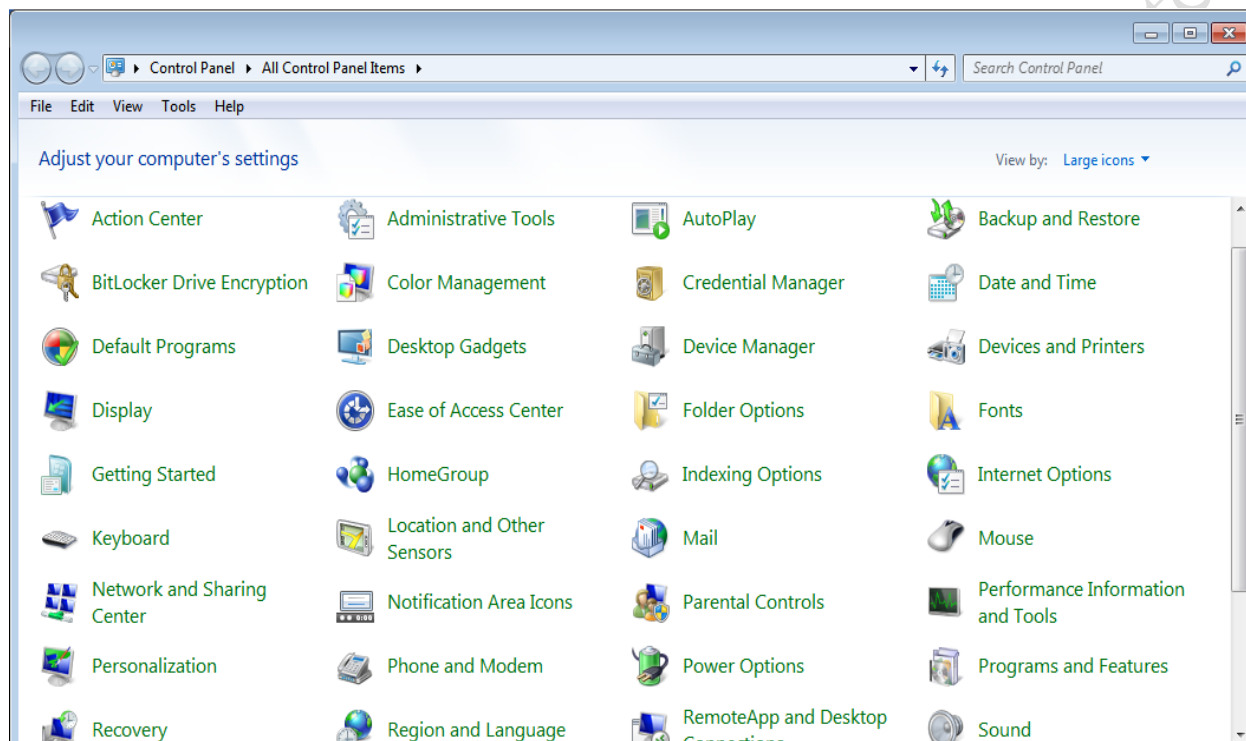 Control Panel All Control Panel Items Search Control Panel
File Edit View Tools Help
Adjust your computer's settings View by: Large icons
Action Center Administrative Tools AutoPlay Backup and Restore
BitLocker Drive Encryption Color Management Credential Manager Date and Time
Default Programs Desktop Gadgets Device Manager Devices and Printers
Display Ease of Access Center Folder Options Fonts
Getting Started HomeGroup Indexing Options Internet Options
Keyboard Location and Other Sensors Mail Mouse
Network and Sharing Center Notification Area Icons Parental Controls Performance Information and Tools
Personalization Phone and Modem Power Options Programs and Features
Recovery Region and Language RemoteApp and Desktop Connections Sound